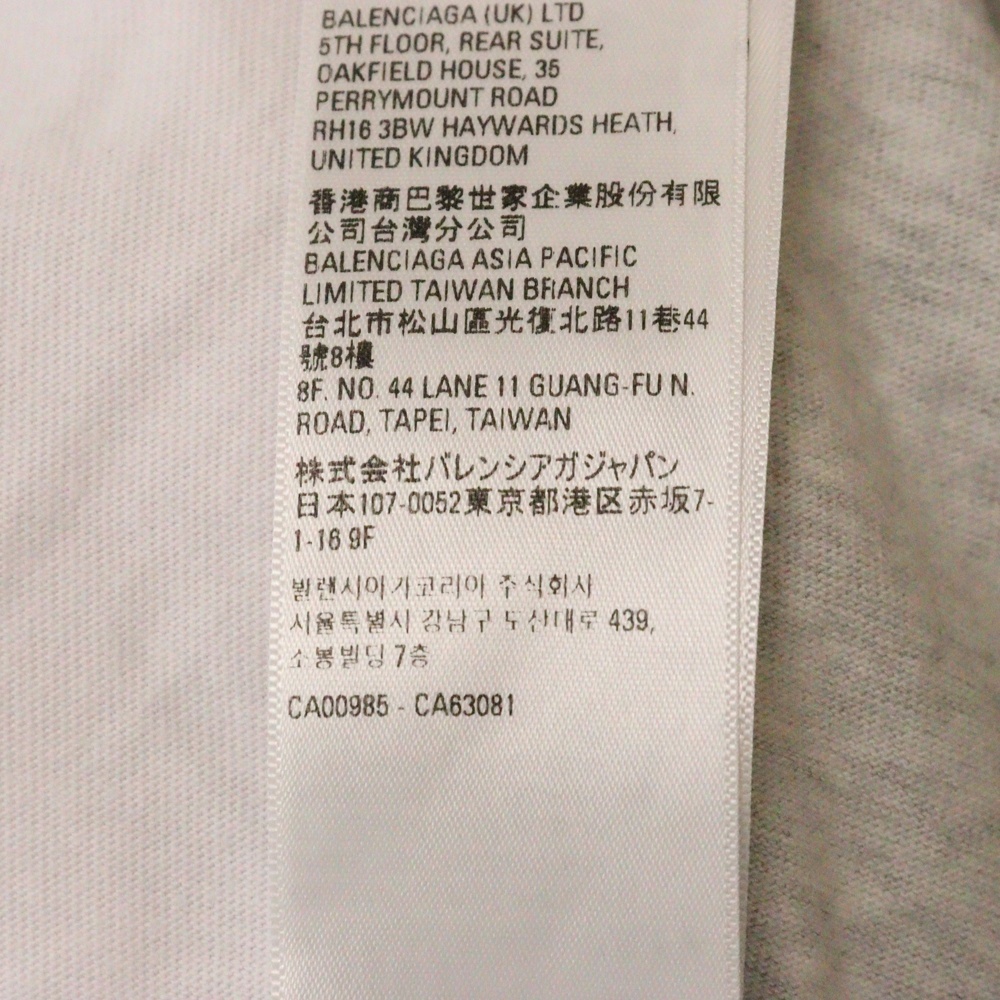 BALENCIAGA (UK) LTD
5TH FLOOR, REAR SUITE,
OAKFIELD HOUSE, 35
PERRYMOUNT ROAD
RH16 3BW HAYWARDS HEATH,
UNITED KINGDOM
香港商巴黎世家企業股份有限
公司台灣分公司
BALENCIAGA ASIA PACIFIC
LIMITED TAIWAN BRANCH
台北市松山區光復北路11巷44
號8樓
8F. NO. 44 LANE 11 GUANG-FU N.
ROAD, TAPEI, TAIWAN
株式会社バレンシアガジャパン
日本107-0052東京都港区赤坂7-
1-16 9F
발렌시아가코리아 주식회사
서울특별시 강남구 도산대로 439,
소봉빌딩 7층
CA00985 - CA63081